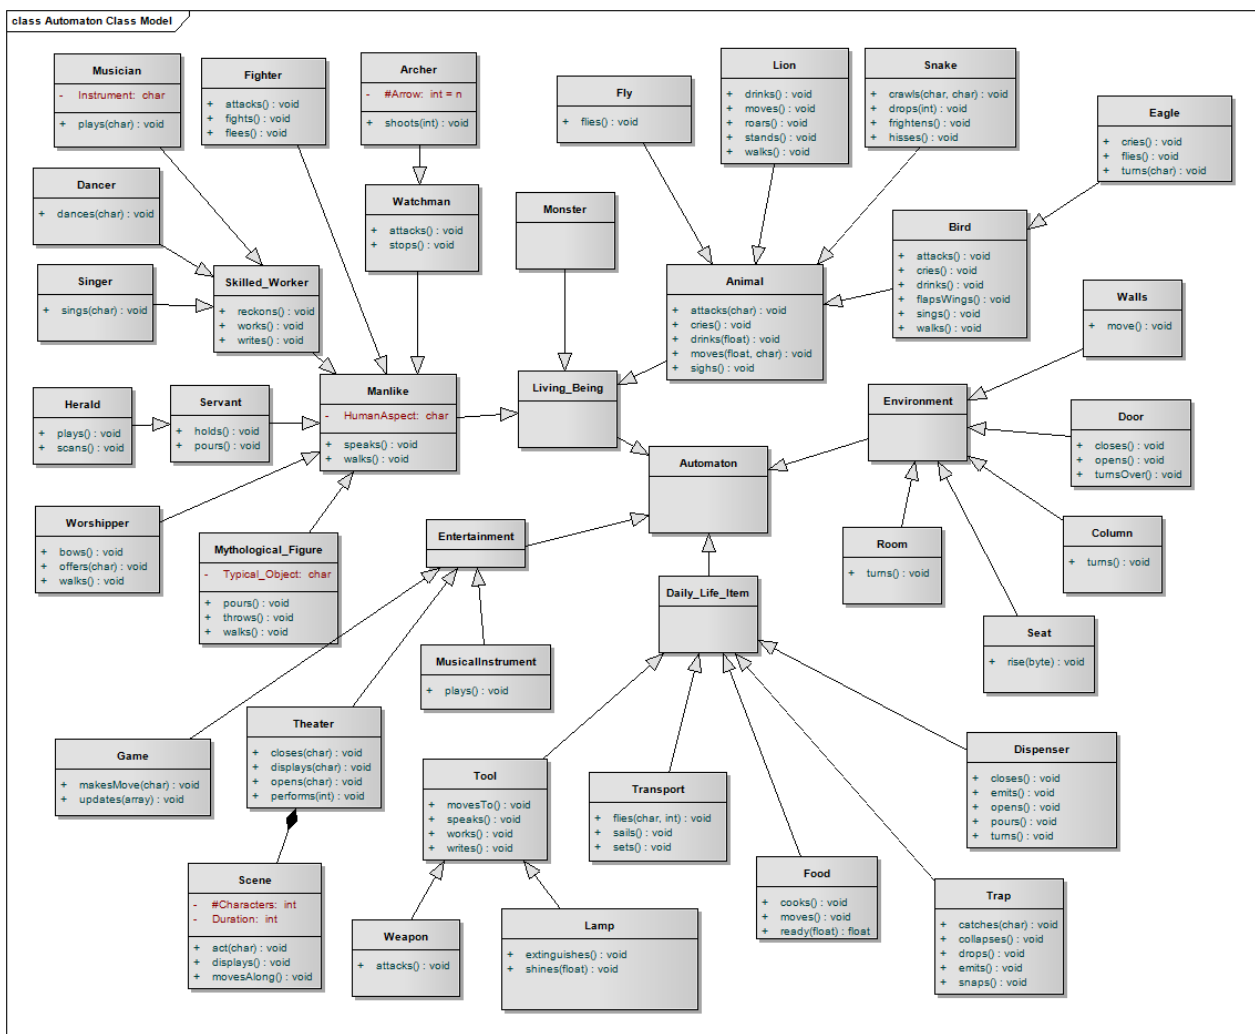 class Automaton Class Model
Musician
- Instrument: char
+ plays(char) : void
Fighter
+ attacks() : void
+ fights() : void
+ flees() : void
Archer
- #Arrow: int = n
+ shoots(int) : void
Fly
+ flies() : void
Lion
+ drinks() : void
+ moves() : void
+ roars() : void
+ stands() : void
+ walks() : void
Snake
+ crawls(char, char) : void
+ drops(int) : void
+ frightens() : void
+ hisses() : void
Eagle
+ cries() : void
+ flies() : void
+ turns(char) : void
Dancer
+ dances(char) : void
Watchman
+ attacks() : void
+ stops() : void
Monster
Bird
+ attacks() : void
+ cries() : void
+ drinks() : void
+ flapsWings() : void
+ sings() : void
+ walks() : void
Singer
+ sings(char) : void
Skilled_Worker
+ reckons() : void
+ works() : void
+ writes() : void
Animal
+ attacks(char) : void
+ cries() : void
+ drinks(float) : void
+ moves(float, char) : void
+ sighs() : void
Walls
+ move() : void
Herald
+ plays() : void
+ scans() : void
Servant
+ holds() : void
+ pours() : void
Manlike
- HumanAspect: char
+ speaks() : void
+ walks() : void
Living_Being
Environment
Door
+ closes() : void
+ opens() : void
+ turnsOver() : void
Automaton
Worshipper
+ bows() : void
+ offers(char) : void
+ walks() : void
Mythological_Figure
- Typical_Object: char
+ pours() : void
+ throws() : void
+ walks() : void
Entertainment
Room
+ turns() : void
Column
+ turns() : void
Daily_Life_Item
Seat
+ rise(byte) : void
MusicalInstrument
+ plays() : void
Game
+ makesMove(char) : void
+ updates(array) : void
Theater
+ closes(char) : void
+ displays(char) : void
+ opens(char) : void
+ performs(int) : void
Tool
+ movesTo() : void
+ speaks() : void
+ works() : void
+ writes() : void
Transport
+ flies(char, int) : void
+ sails() : void
+ sets() : void
Dispenser
+ closes() : void
+ emits() : void
+ opens() : void
+ pours() : void
+ turns() : void
Scene
- #Characters: int
- Duration: int
+ act(char) : void
+ displays() : void
+ movesAlong() : void
Weapon
+ attacks() : void
Lamp
+ extinguishes() : void
+ shines(float) : void
Food
+ cooks() : void
+ moves() : void
+ ready(float) : float
Trap
+ catches(char) : void
+ collapses() : void
+ drops() : void
+ emits() : void
+ snaps() : void